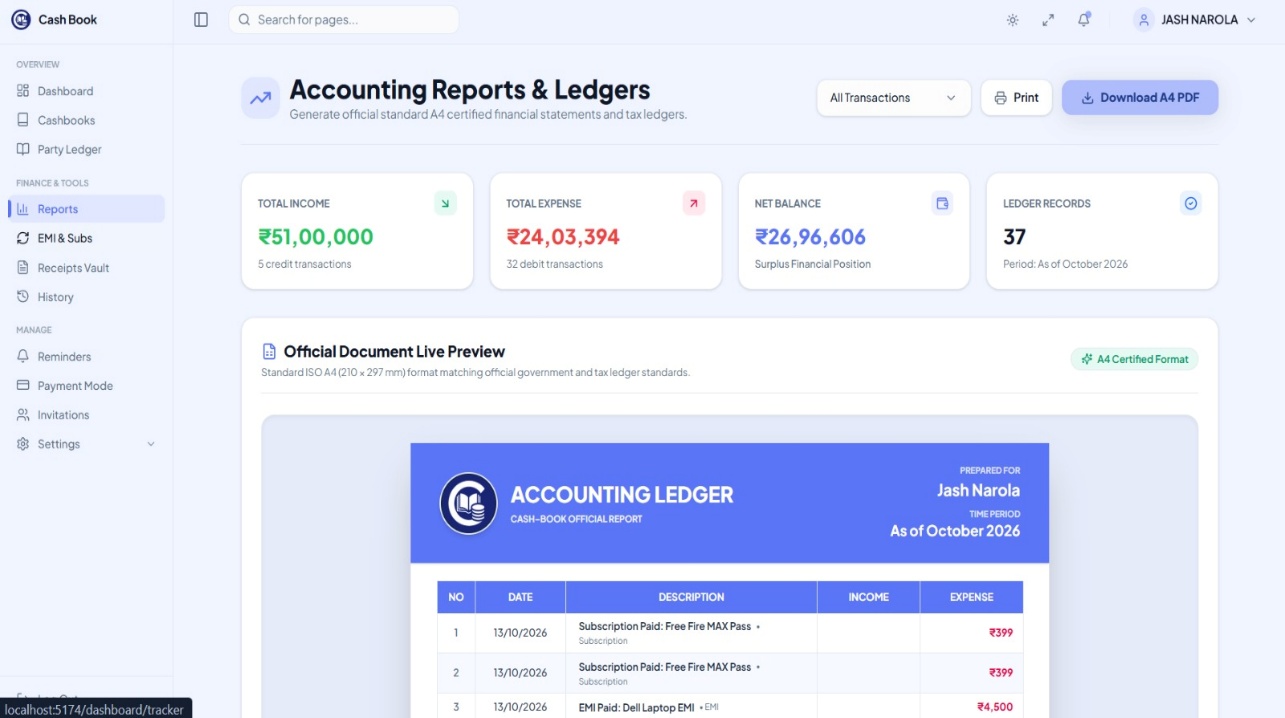 Cash Book
Search for pages...
JASH NAROLA
OVERVIEW
Dashboard
Cashbooks
Party Ledger
FINANCE & TOOLS
Reports
EMI & Subs
Receipts Vault
History
MANAGE
Reminders
Payment Mode
Invitations
Settings
localhost:5174/dashboard/tracker
Accounting Reports & Ledgers
Generate official standard A4 certified financial statements and tax ledgers.
All Transactions
Print
Download A4 PDF
TOTAL INCOME
₹51,00,000
5 credit transactions
TOTAL EXPENSE
₹24,03,394
32 debit transactions
NET BALANCE
₹26,96,606
Surplus Financial Position
LEDGER RECORDS
37
Period: As of October 2026
Official Document Live Preview
Standard ISO A4 (210 × 297 mm) format matching official government and tax ledger standards.
A4 Certified Format
ACCOUNTING LEDGER
CASH-BOOK OFFICIAL REPORT
PREPARED FOR
Jash Narola
TIME PERIOD
As of October 2026
NO DATE DESCRIPTION INCOME EXPENSE
1 13/10/2026 Subscription Paid: Free Fire MAX Pass • ₹399
Subscription
2 13/10/2026 Subscription Paid: Free Fire MAX Pass • ₹399
Subscription
3 13/10/2026 EMI Paid: Dell Laptop EMI • EMI ₹4,500